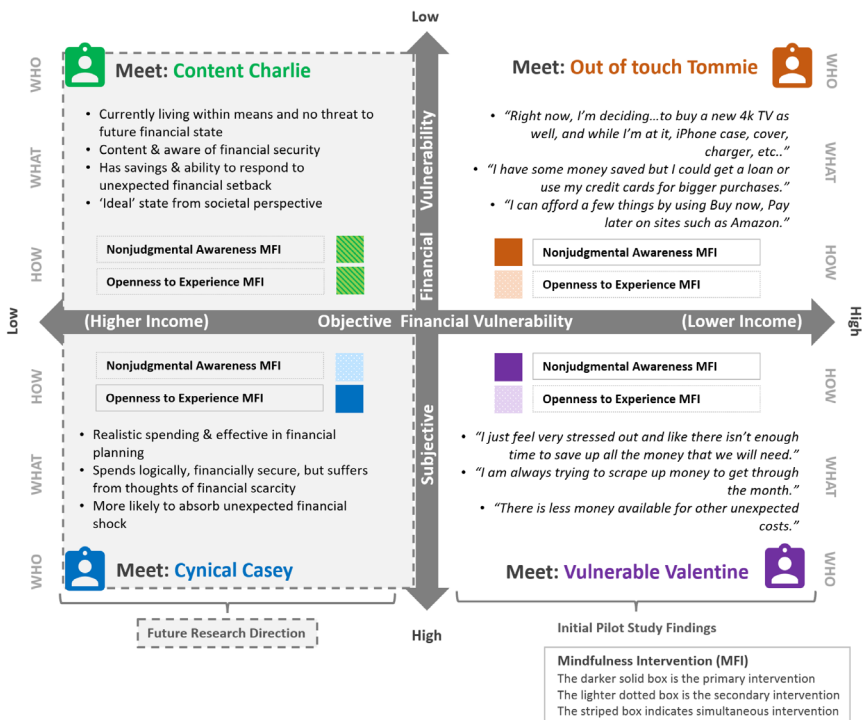 Low
WHO
Meet: Content Charlie
WHAT
• Currently living within means and no threat to
future financial state
• Content & aware of financial security
• Has savings & ability to respond to
unexpected financial setback
• ‘Ideal’ state from societal perspective
HOW
Nonjudgmental Awareness MFI
Openness to Experience MFI
Meet: Out of touch Tommie
WHO
• “Right now, I’m deciding…to buy a new 4k TV as
well, and while I’m at it, iPhone case, cover,
charger, etc..”
• “I have some money saved but I could get a loan or
use my credit cards for bigger purchases.”
• “I can afford a few things by using Buy now, Pay
later on sites such as Amazon.”
WHAT
Nonjudgmental Awareness MFI
Openness to Experience MFI
HOW
Subjective Financial Vulnerability
Low
(Higher Income) Objective Financial Vulnerability (Lower Income)
High
HOW
Nonjudgmental Awareness MFI
Openness to Experience MFI
WHAT
• Realistic spending & effective in financial
planning
• Spends logically, financially secure, but suffers
from thoughts of financial scarcity
• More likely to absorb unexpected financial
shock
WHO
Meet: Cynical Casey
Nonjudgmental Awareness MFI
Openness to Experience MFI
HOW
• “I just feel very stressed out and like there isn’t enough
time to save up all the money that we will need.”
• “I am always trying to scrape up money to get through
the month.”
• “There is less money available for other unexpected
costs.”
WHAT
Meet: Vulnerable Valentine
WHO
High
Future Research Direction
Initial Pilot Study Findings
Mindfulness Intervention (MFI)
The darker solid box is the primary intervention
The lighter dotted box is the secondary intervention
The striped box indicates simultaneous intervention